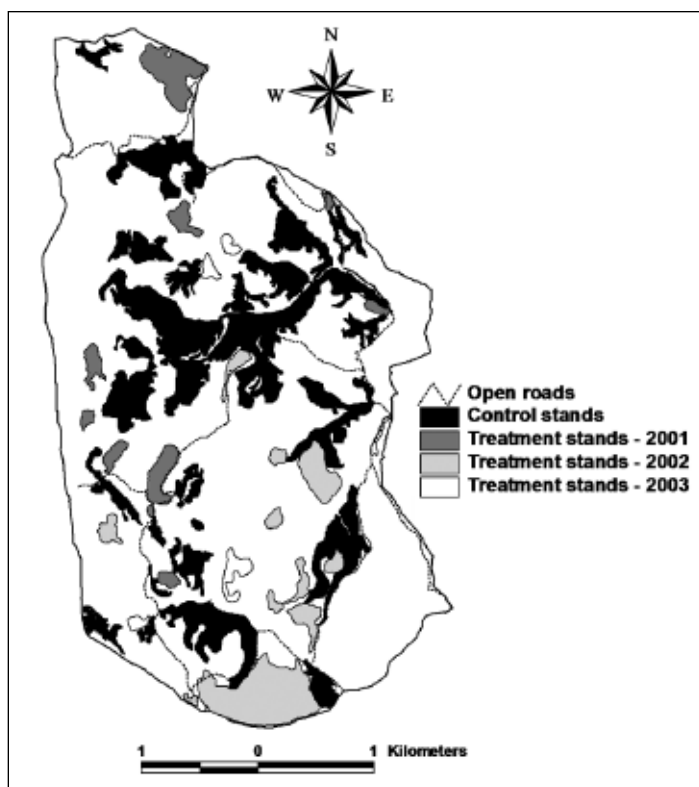 N
W E
S
Open roads
Control stands
Treatment stands - 2001
Treatment stands - 2002
Treatment stands - 2003
1 0 1 Kilometers